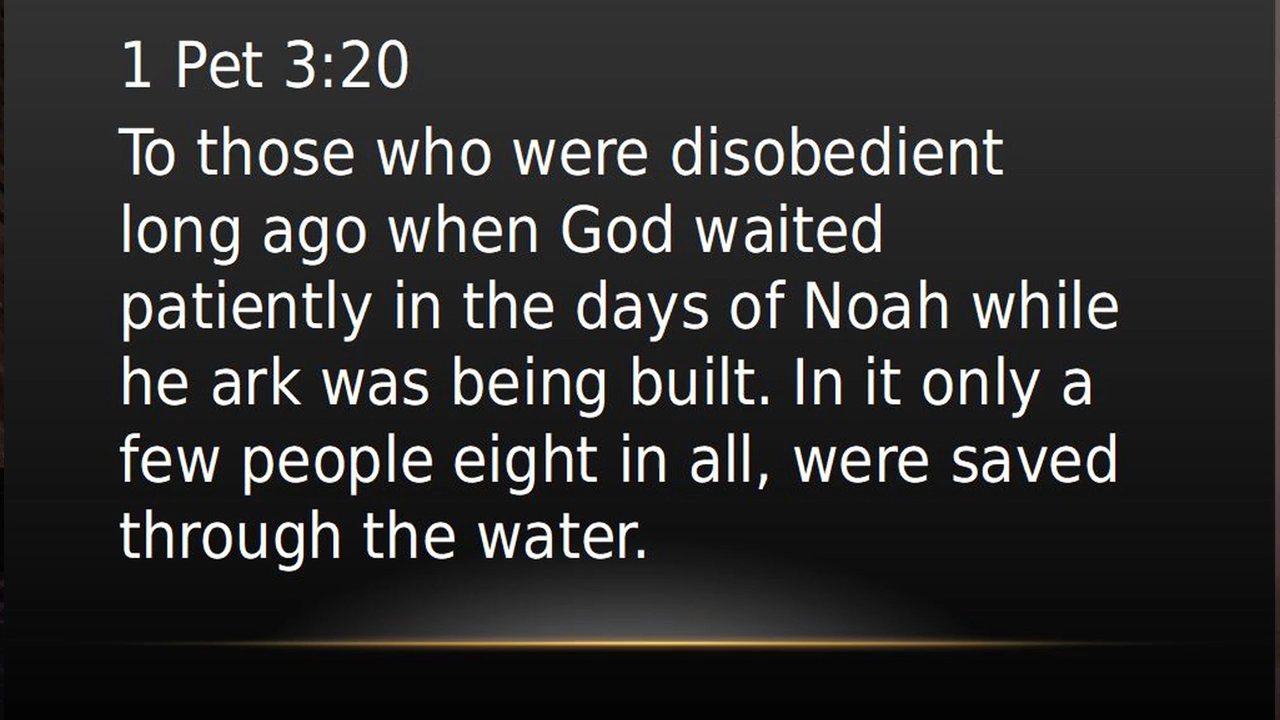 1 Pet 3:20
To those who were disobedient
long ago when God waited
patiently in the days of Noah while
he ark was being built. In it only a
few people eight in all, were saved
through the water.